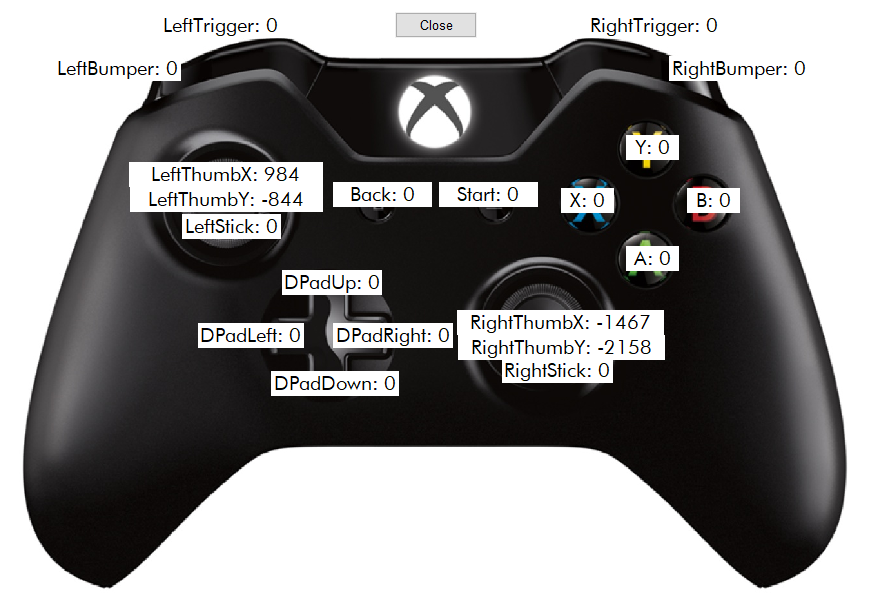 LeftTrigger: 0
Close
RightTrigger: 0
LeftBumper: 0
RightBumper: 0
Y: 0
LeftThumbX: 984
LeftThumbY: -844
LeftStick: 0
Back: 0
Start: 0
X: 0
B: 0
A: 0
DPadUp: 0
DPadLeft: 0
DPadRight: 0
DPadDown: 0
RightThumbX: -1467
RightThumbY: -2158
RightStick: 0